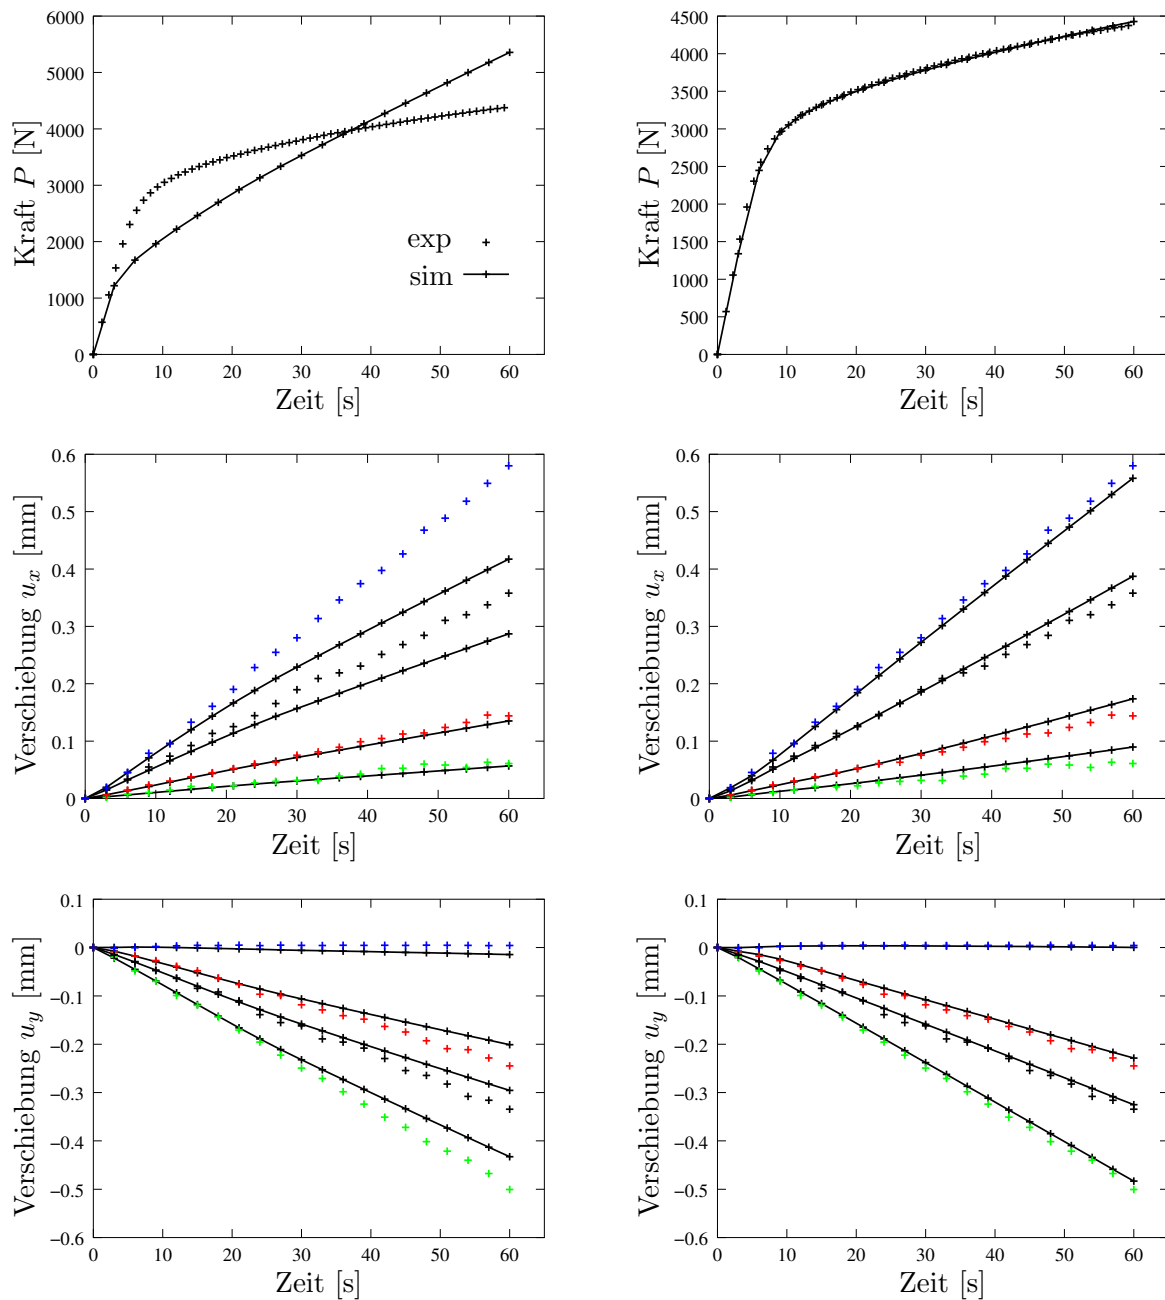 6000
5000
4000
3000
2000
1000
0
0 10 20 30 40 50 60
Kraft P [N]
Zeit [s]
exp
sim
4500
4000
3500
3000
2500
2000
1500
1000
500
0
0 10 20 30 40 50 60
Kraft P [N]
Zeit [s]
0.6
0.5
0.4
0.3
0.2
0.1
0
0 10 20 30 40 50 60
Verschiebung u_x [mm]
Zeit [s]
0.6
0.5
0.4
0.3
0.2
0.1
0
0 10 20 30 40 50 60
Verschiebung u_x [mm]
Zeit [s]
0.1
0
−0.1
−0.2
−0.3
−0.4
−0.5
−0.6
0 10 20 30 40 50 60
Verschiebung u_y [mm]
Zeit [s]
0.1
0
−0.1
−0.2
−0.3
−0.4
−0.5
−0.6
0 10 20 30 40 50 60
Verschiebung u_y [mm]
Zeit [s]